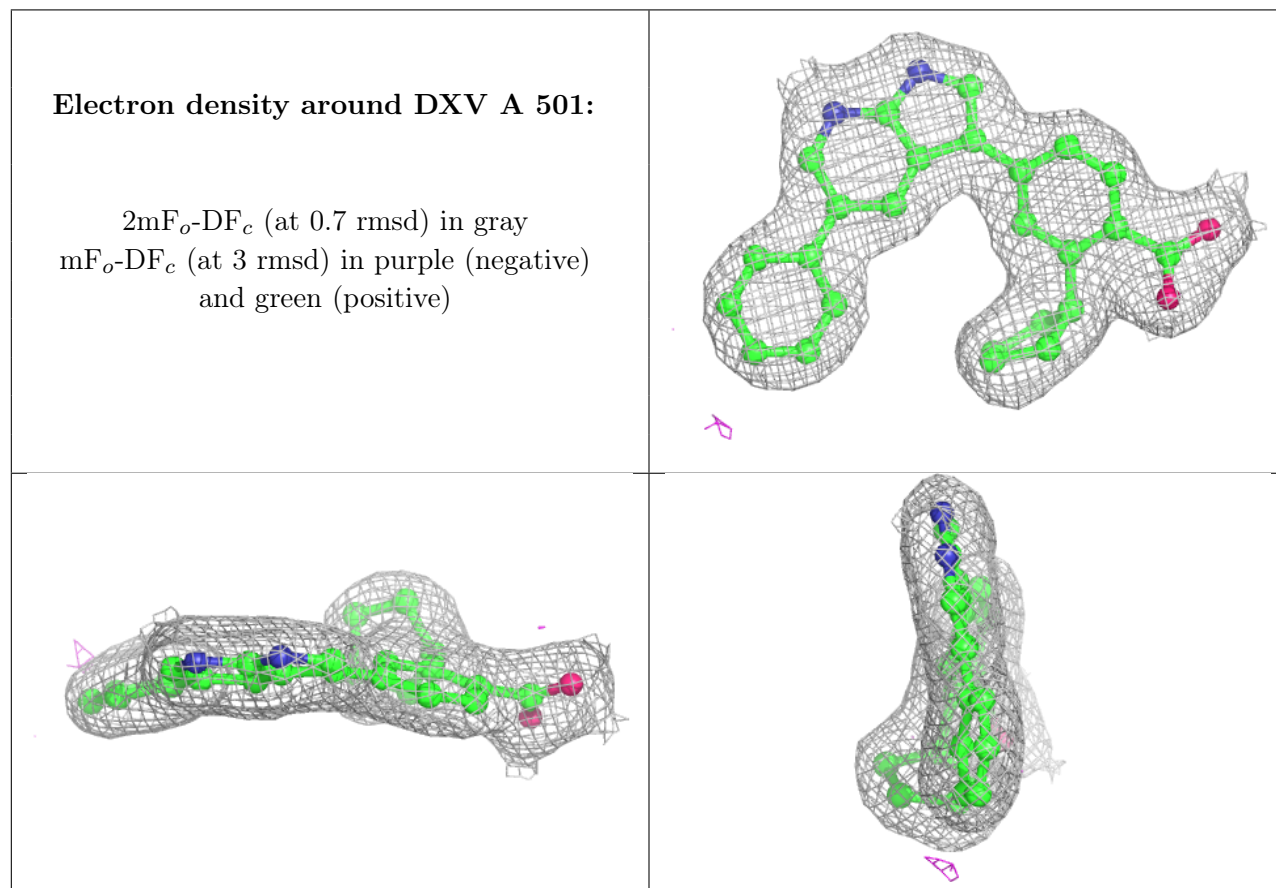 Electron density around DXV A 501:
2mFo-DFc (at 0.7 rmsd) in gray
mFo-DFc (at 3 rmsd) in purple (negative)
and green (positive)